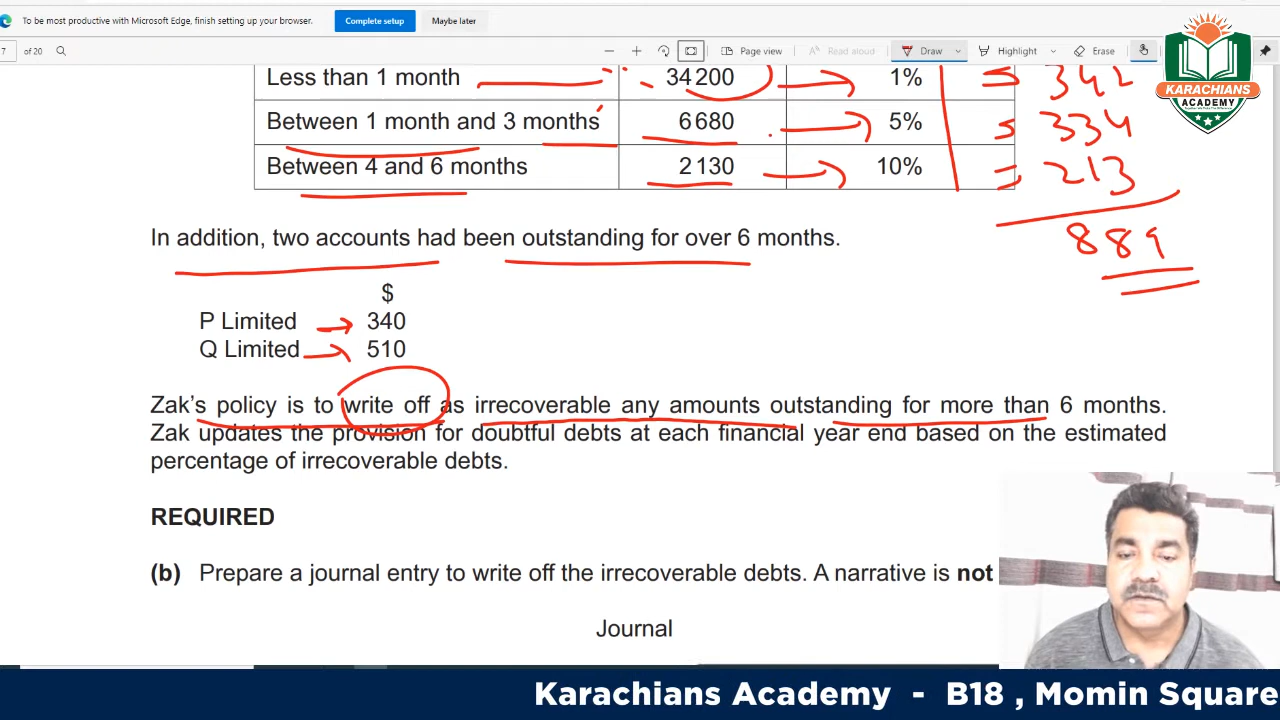 To be most productive with Microsoft Edge, finish setting up your browser.
Complete setup
Maybe later
7 of 20
Page view
Read aloud
Draw
Highlight
Erase
Less than 1 month 34 200 1% = 342
Between 1 month and 3 months 6 680 5% = 334
Between 4 and 6 months 2 130 10% = 213
889
In addition, two accounts had been outstanding for over 6 months.
$
P Limited 340
Q Limited 510
Zak's policy is to write off as irrecoverable any amounts outstanding for more than 6 months.
Zak updates the provision for doubtful debts at each financial year end based on the estimated
percentage of irrecoverable debts.
REQUIRED
(b) Prepare a journal entry to write off the irrecoverable debts. A narrative is not
Journal
KARACHIANS
ACADEMY
Karachians Academy - B18 , Momin Square